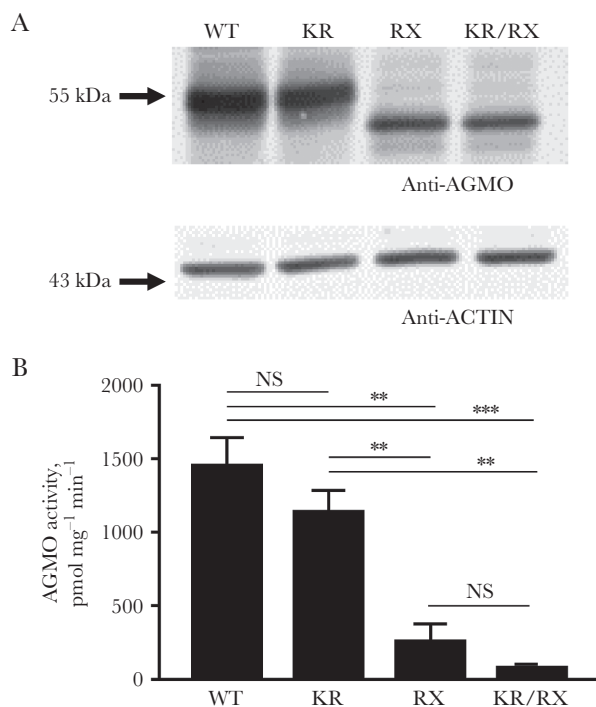 A
WT KR RX KR/RX
55 kDa
Anti-AGMO
43 kDa
Anti-ACTIN
B
AGMO activity,
pmol mg⁻¹ min⁻¹
2000
1500
1000
500
0
NS
**
***
**
**
NS
WT KR RX KR/RX